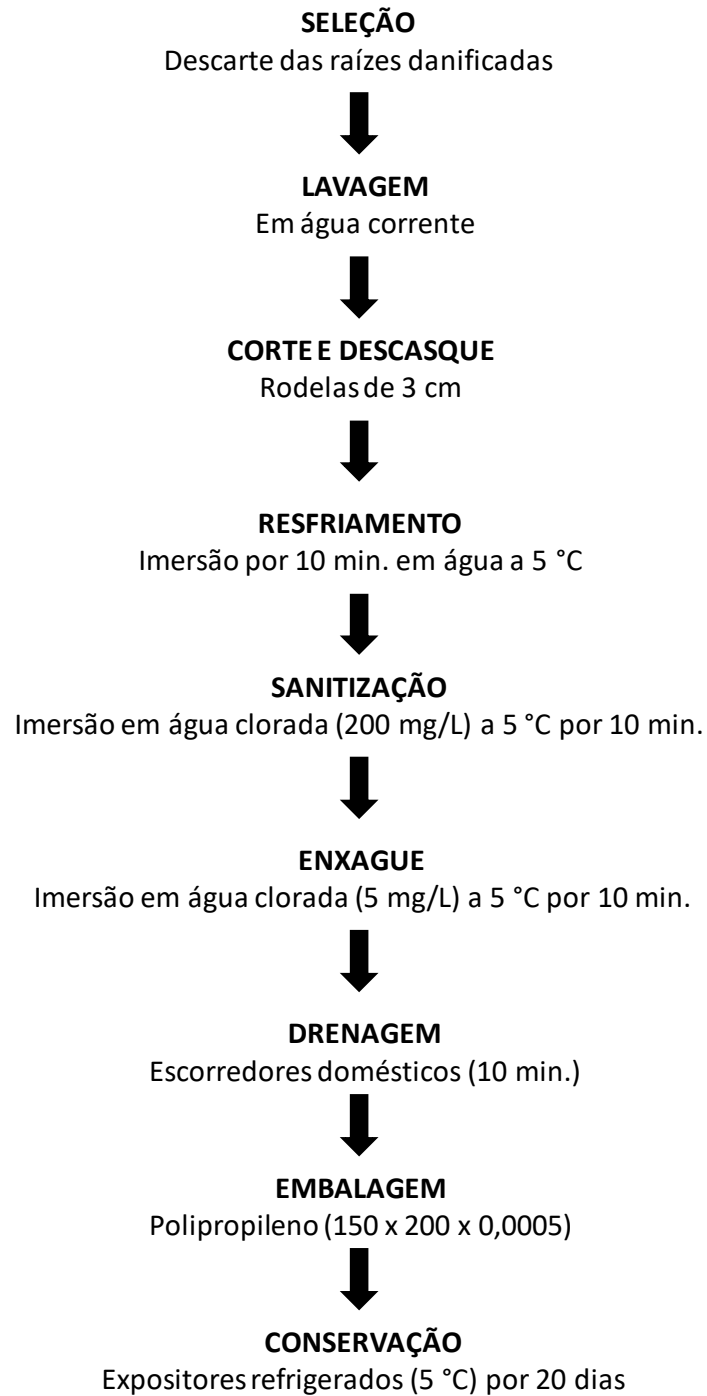 SELEÇÃO
Descarte das raízes danificadas
LAVAGEM
Em água corrente
CORTE E DESCASQUE
Rodelas de 3 cm
RESFRIAMENTO
Imersão por 10 min. em água a 5 °C
SANITIZAÇÃO
Imersão em água clorada (200 mg/L) a 5 °C por 10 min.
ENXAGUE
Imersão em água clorada (5 mg/L) a 5 °C por 10 min.
DRENAGEM
Escorredores domésticos (10 min.)
EMBALAGEM
Polipropileno (150 x 200 x 0,0005)
CONSERVAÇÃO
Expositores refrigerados (5 °C) por 20 dias